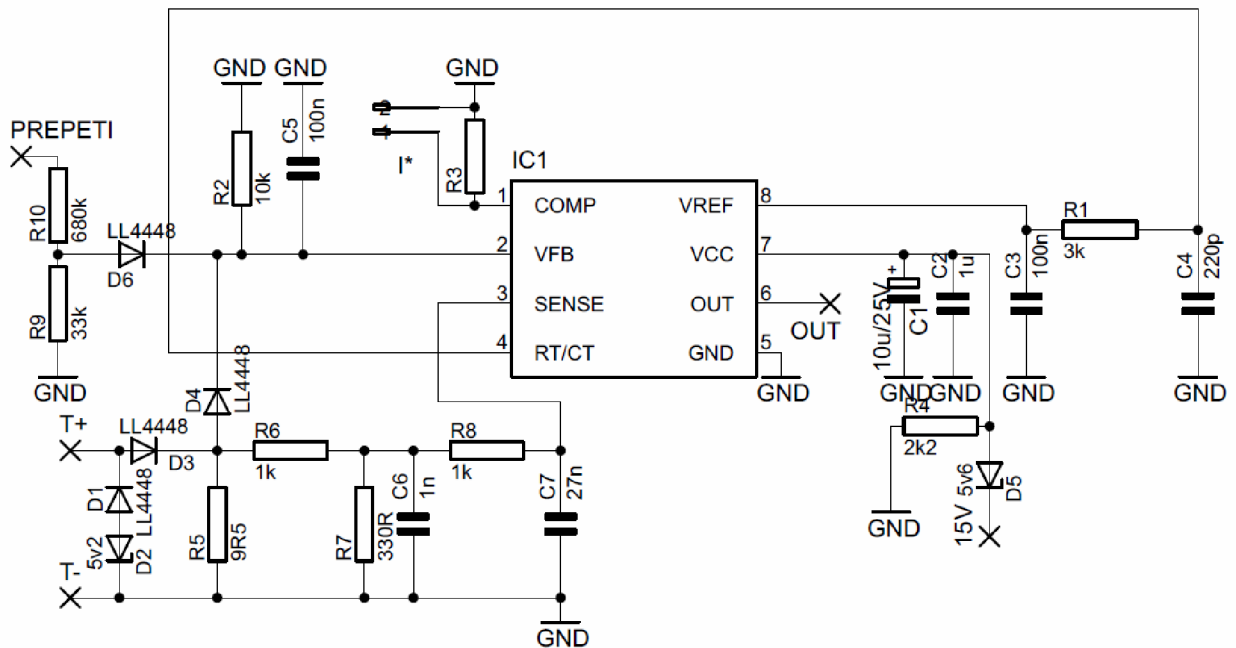 GND
GND
GND
PREPETI
R10
680k
R9
33k
GND
LL4448
D6
R2
10k
C5
100n
2
1
I*
R3
IC1
1
COMP
2
VFB
3
SENSE
4
RT/CT
VREF
8
VCC
7
OUT
6
GND
5
OUT
GND
10u/25V
+
C1
GND
C2
1u
GND
C3
100n
GND
R1
3k
C4
220p
GND
R4
2k2
GND
5v6
D5
15V
D4
LL4448
T+
LL4448
D3
D1
LL4448
5v2
D2
T-
R5
9R5
R6
1k
R7
330R
C6
1n
R8
1k
C7
27n
GND